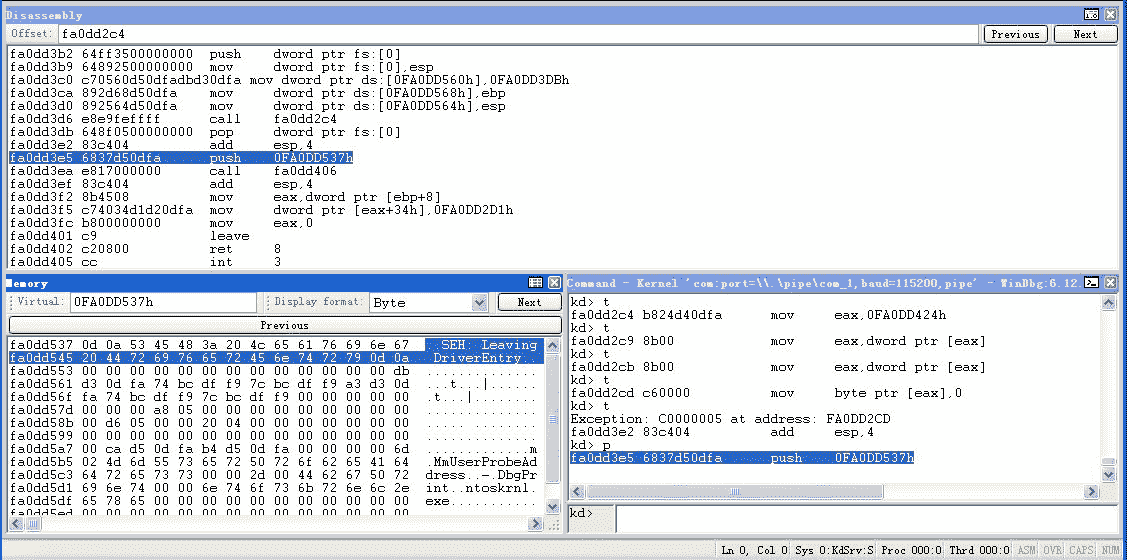 Disassembly
Offset: fa0dd2c4 Previous Next
fa0dd3b2 64ff3500000000 push dword ptr fs:[0]
fa0dd3b9 64892500000000 mov dword ptr fs:[0],esp
fa0dd3c0 c70560d50dfadbd30dfa mov dword ptr ds:[0FA0DD560h],0FA0DD3DBh
fa0dd3ca 892d68d50dfa mov dword ptr ds:[0FA0DD568h],ebp
fa0dd3d0 892564d50dfa mov dword ptr ds:[0FA0DD564h],esp
fa0dd3d6 e8e9feffff call fa0dd2c4
fa0dd3db 648f0500000000 pop dword ptr fs:[0]
fa0dd3e2 83c404 add esp,4
fa0dd3e5 6837d50dfa push 0FA0DD537h
fa0dd3ea e817000000 call fa0dd406
fa0dd3ef 83c404 add esp,4
fa0dd3f2 8b4508 mov eax,dword ptr [ebp+8]
fa0dd3f5 c74034d1d20dfa mov dword ptr [eax+34h],0FA0DD2D1h
fa0dd3fc b800000000 mov eax,0
fa0dd401 c9 leave
fa0dd402 c20800 ret 8
fa0dd405 cc int 3
Memory
Virtual: 0FA0DD537h Display format: Byte Next
Previous
fa0dd537 0d 0a 53 45 48 3a 20 4c 65 61 76 69 6e 67 ..SEH: Leaving
fa0dd545 20 44 72 69 76 65 72 45 6e 74 72 79 0d 0a DriverEntry..
fa0dd553 00 00 00 00 00 00 00 00 00 00 00 00 00 db ..............
fa0dd561 d3 0d fa 74 bc df f9 7c bc df f9 a3 d3 0d ...t...|......
fa0dd56f fa 74 bc df f9 7c bc df f9 00 00 00 00 00 .t...|........
fa0dd57d 00 00 00 a8 05 00 00 00 00 00 00 00 00 00 ..............
fa0dd58b 00 d6 05 00 00 20 04 00 00 00 00 00 00 00 ..............
fa0dd599 00 00 00 00 00 00 00 00 00 00 00 00 00 00 ..............
fa0dd5a7 00 ca d5 0d fa b4 d5 0d fa 00 00 00 00 6d .............m
fa0dd5b5 02 4d 6d 55 73 65 72 50 72 6f 62 65 41 64 .MmUserProbeAd
fa0dd5c3 64 72 65 73 73 00 00 2d 00 44 62 67 50 72 dress..-.DbgPr
fa0dd5d1 69 6e 74 00 00 6e 74 6f 73 6b 72 6e 6c 2e int..ntoskrnl.
fa0dd5df 65 78 65 00 00 00 00 00 00 00 00 00 00 00 exe...........
Command - Kernel 'com:port=\\.\pipe\com_1,baud=115200,pipe' - WinDbg:6.12
kd> t
fa0dd2c4 b824d40dfa mov eax,0FA0DD424h
kd> t
fa0dd2c9 8b00 mov eax,dword ptr [eax]
kd> t
fa0dd2cb 8b00 mov eax,dword ptr [eax]
kd> t
fa0dd2cd c60000 mov byte ptr [eax],0
kd> t
Exception: C0000005 at address: FA0DD2CD
fa0dd3e2 83c404 add esp,4
kd> p
fa0dd3e5 6837d50dfa push 0FA0DD537h
kd>
Ln 0, Col 0 Sys 0:KdSrv:S Proc 000:0 Thrd 000:0 ASM OVR CAPS NUM